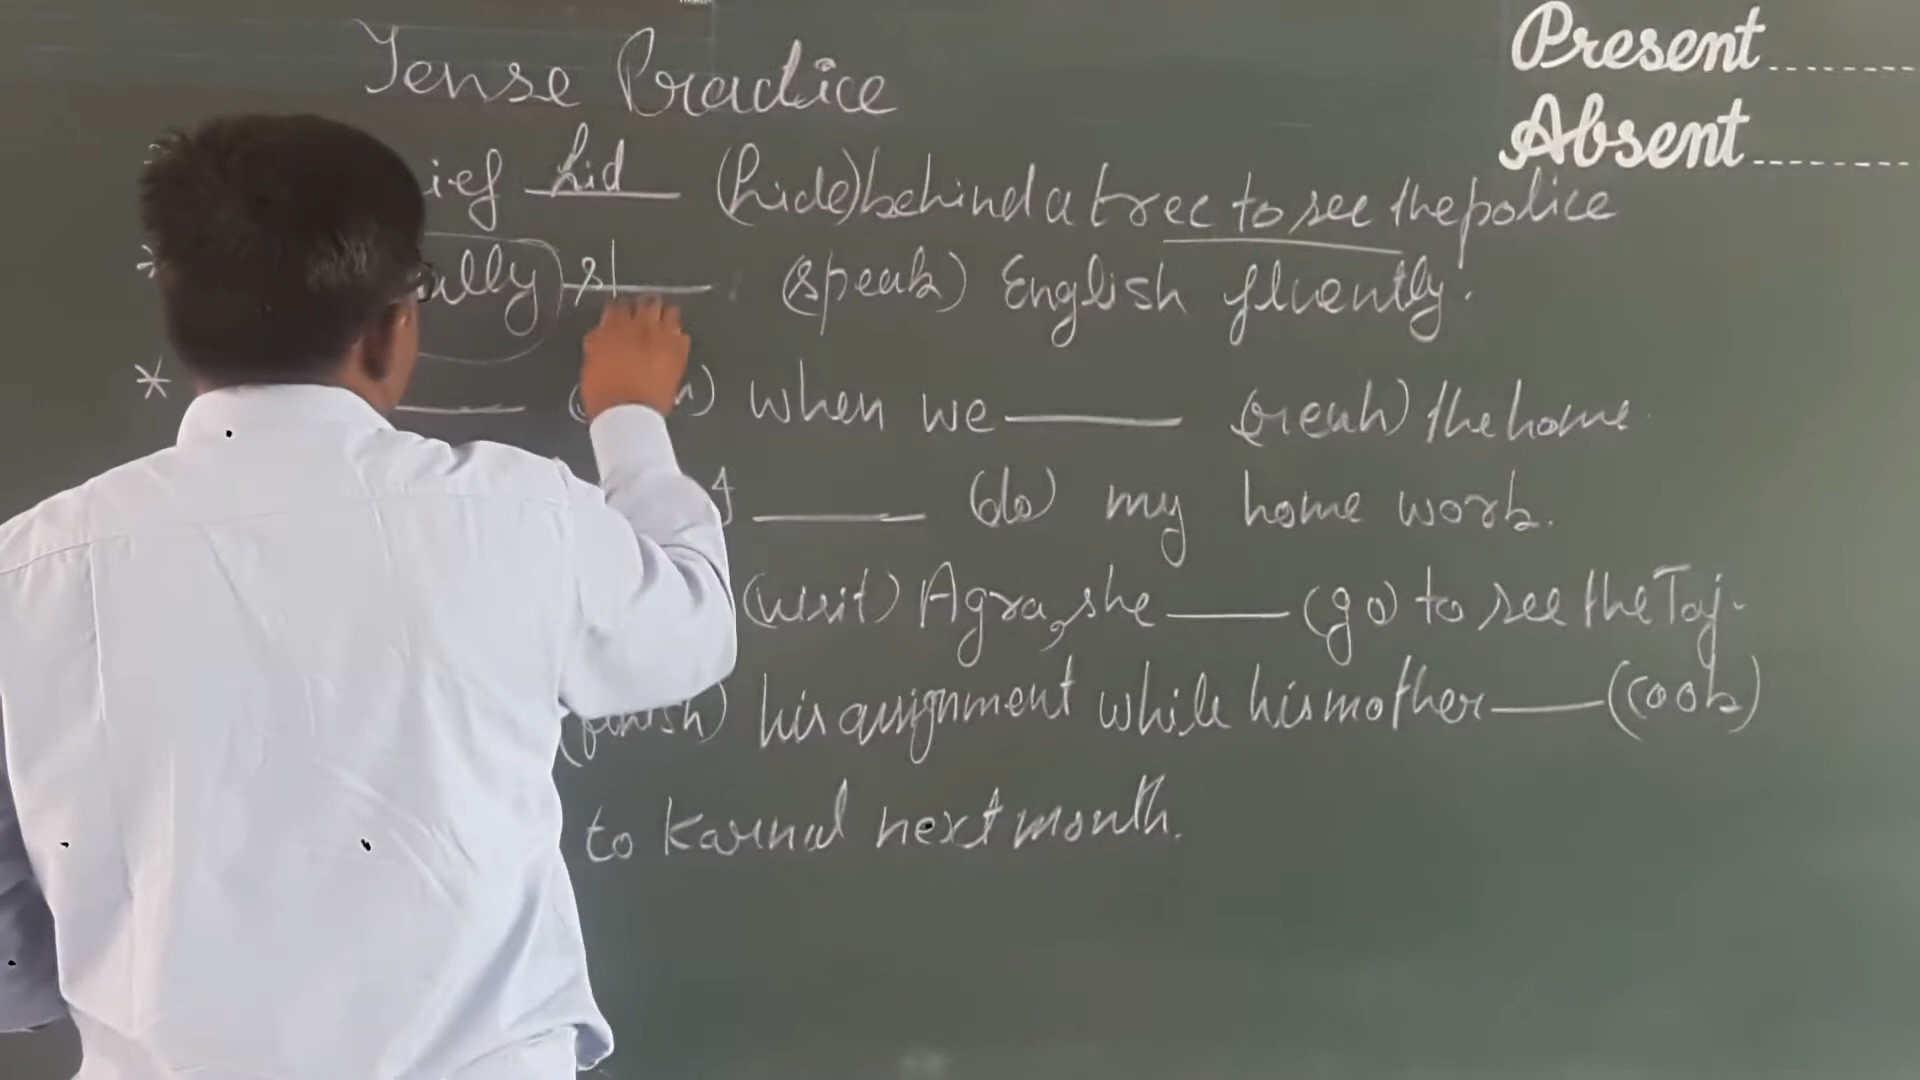 Tense Practice
Present
Absent
hid (hide) behind a tree to see the police
(speak) English fluently.
* when we (reach) the home.
(do) my home work.
(visit) Agra, she (go) to see the Taj.
(finish) his assignment while his mother (cook)
to Karnal next month.